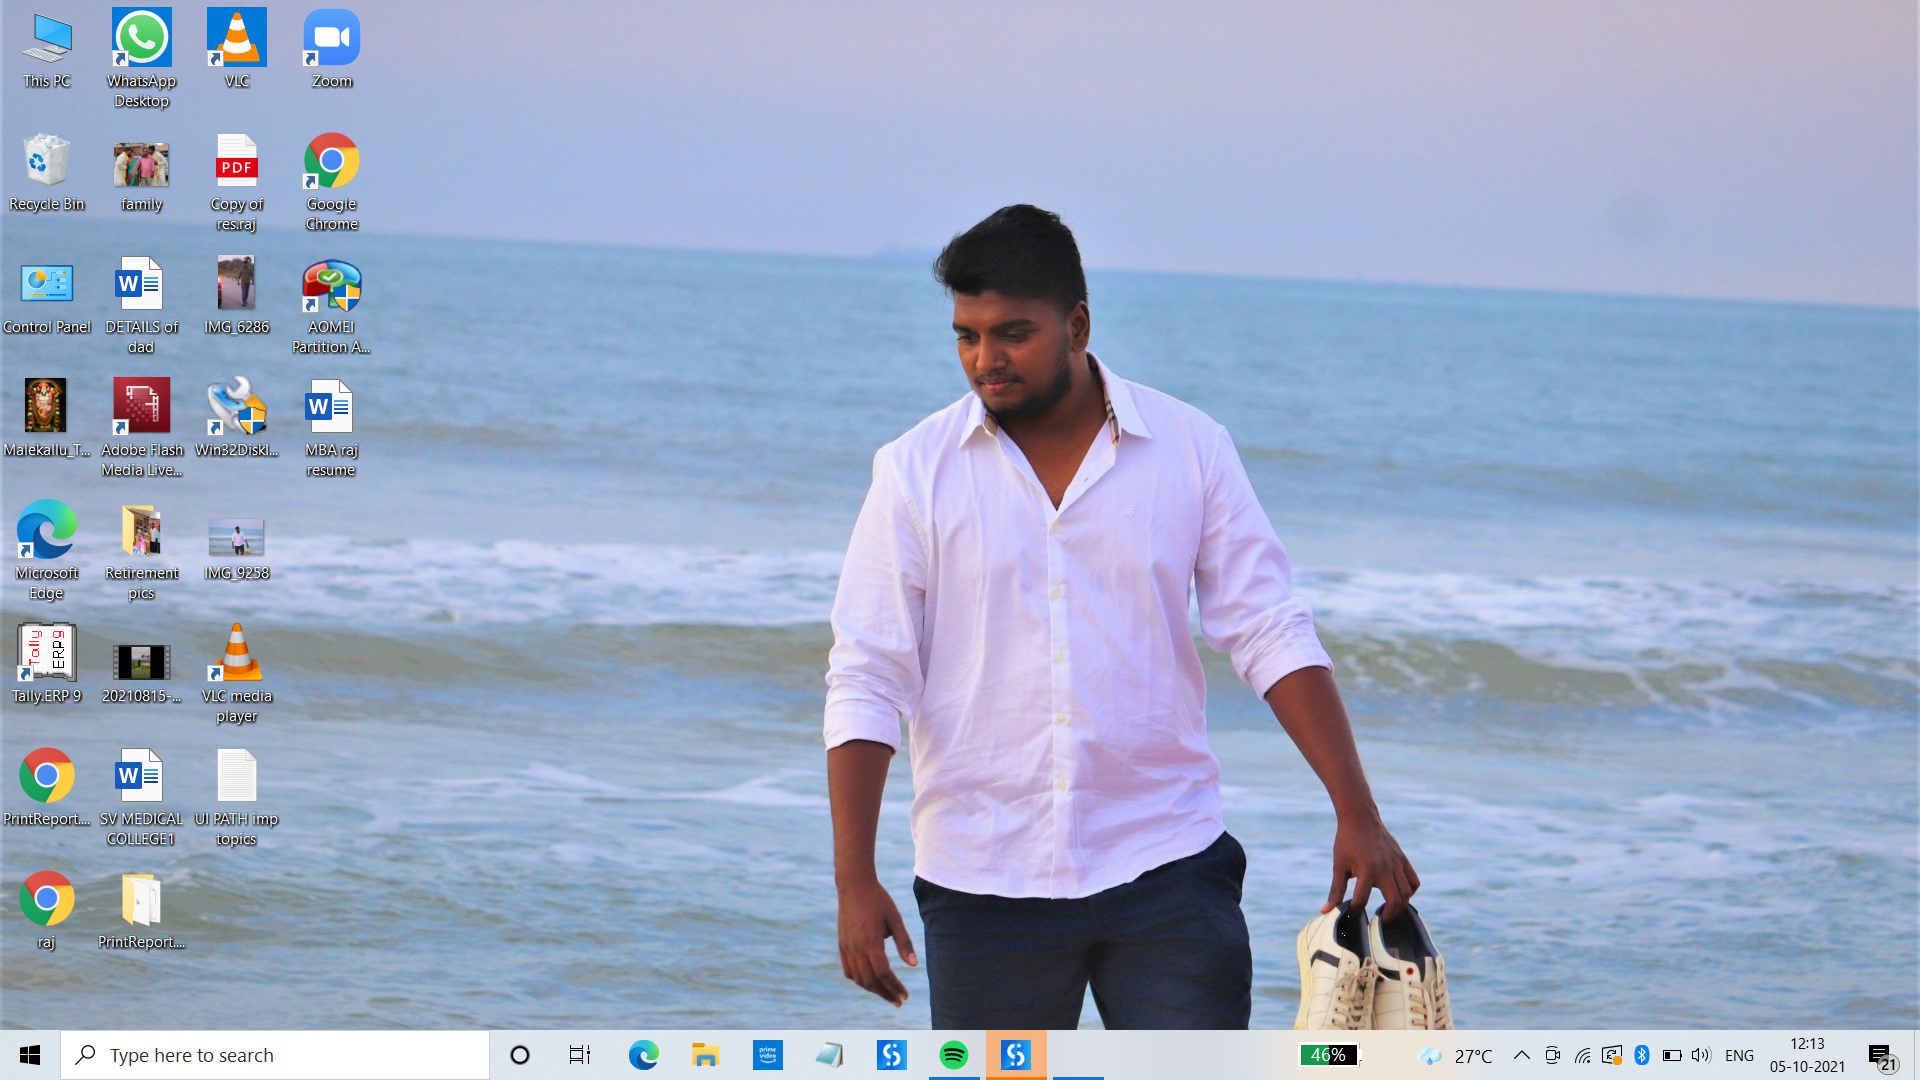 This PC
WhatsApp
Desktop
VLC
Zoom
Recycle Bin
family
PDF
Copy of
res.raj
Google
Chrome
Control Panel
W
DETAILS of
dad
IMG_6286
AOMEI
Partition A...
Malekallu_T...
Adobe Flash
Media Live...
Win32DiskI...
W
MBA raj
resume
Microsoft
Edge
Retirement
pics
IMG_9258
Tally
ERP9
Tally.ERP 9
20210815-...
VLC media
player
PrintReport....
W
SV MEDICAL
COLLEGE1
UI PATH imp
topics
raj
PrintReport....
Type here to search
prime
video
46%
27°C
ENG
12:13
05-10-2021
21